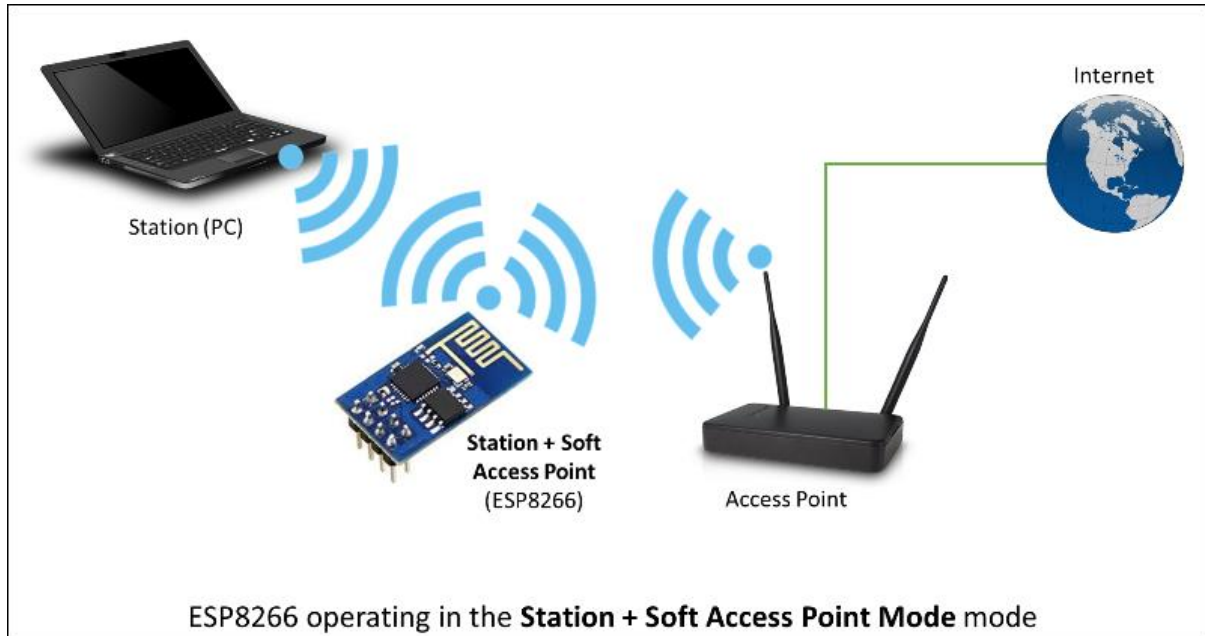 Internet
Station (PC)
Station + Soft
Access Point
(ESP8266)
Access Point
ESP8266 operating in the Station + Soft Access Point Mode mode